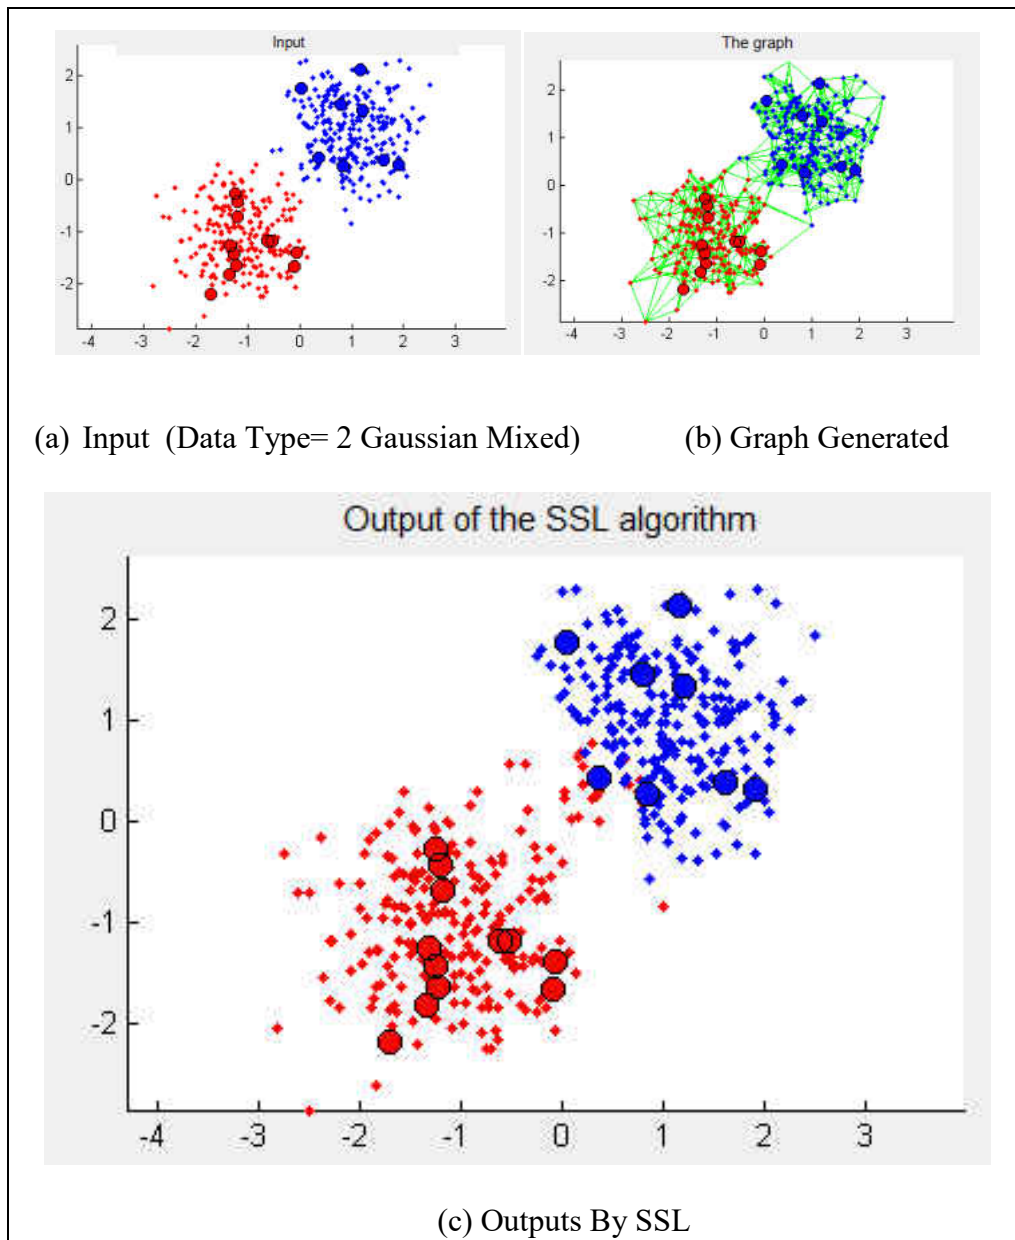 Input
2
1
0
-1
-2
-4 -3 -2 -1 0 1 2 3
The graph
2
1
0
-1
-2
-4 -3 -2 -1 0 1 2 3
(a) Input (Data Type= 2 Gaussian Mixed)
(b) Graph Generated
Output of the SSL algorithm
2
1
0
-1
-2
-4 -3 -2 -1 0 1 2 3
(c) Outputs By SSL